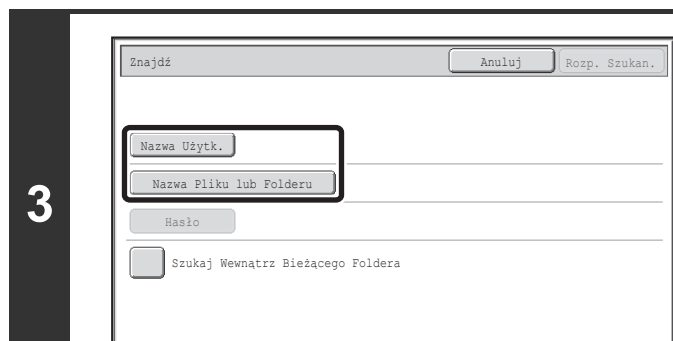 3
Znajdź Anuluj Rozp. Szukan.
Nazwa Użytk.
Nazwa Pliku lub Folderu
Hasło
Szukaj Wewnątrz Bieżącego Foldera